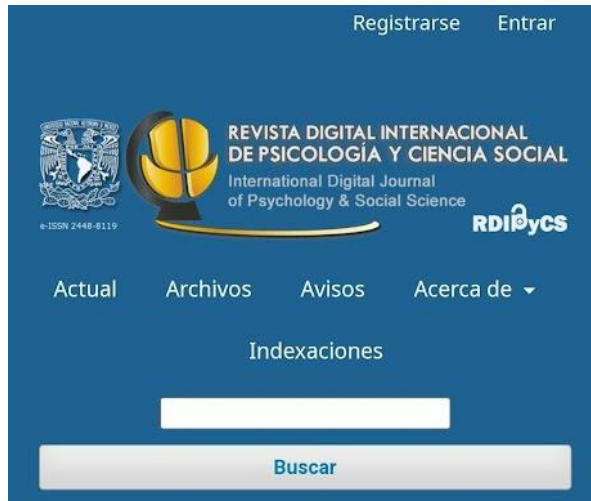 Registrarse Entrar
REVISTA DIGITAL INTERNACIONAL
DE PSICOLOGÍA Y CIENCIA SOCIAL
International Digital Journal
of Psychology & Social Science
e-ISSN 2448-8119
RDIPyCS
Actual Archivos Avisos Acerca de
Indexaciones
Buscar